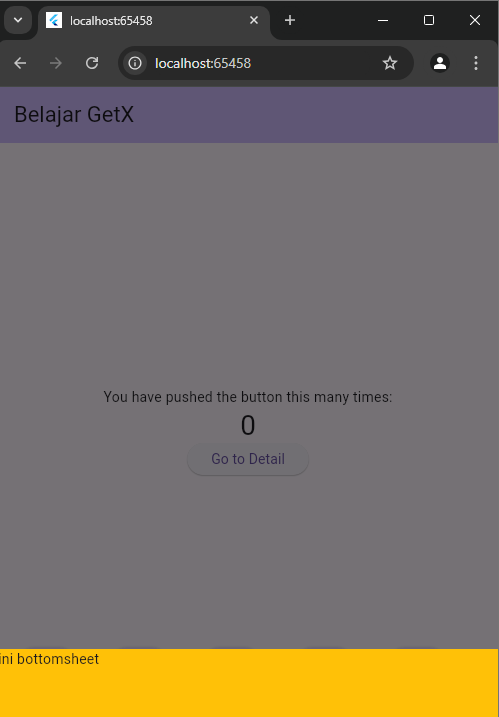 localhost:65458
localhost:65458
Belajar GetX
You have pushed the button this many times:
0
Go to Detail
ini bottomsheet